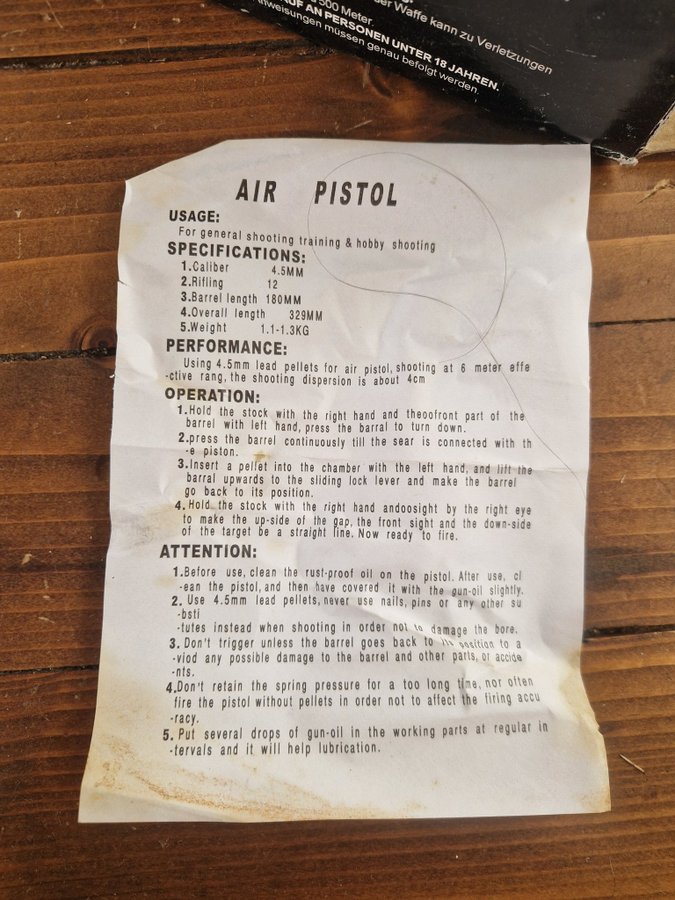 ser Waffe kann zu Verletzungen
500 Meter.
AUF AN PERSONEN UNTER 18 JAHREN.
Anweisungen müssen genau befolgt werden.
AIR PISTOL
USAGE:
For general shooting training & hobby shooting
SPECIFICATIONS:
1.Caliber 4.5MM
2.Rifling 12
3.Barrel length 180MM
4.Overall length 329MM
5.Weight 1.1-1.3KG
PERFORMANCE:
Using 4.5mm lead pellets for air pistol, shooting at 6 meter effe
-ctive rang, the shooting dispersion is about 4cm
OPERATION:
1.Hold the stock with the right hand and theoofront part of the
barrel with left hand, press the barral to turn down.
2.press the barrel continuously till the sear is connected with th
-e piston.
3.Insert a pellet into the chamber with the left hand, and lift the
barral upwards to the sliding lock lever and make the barrel
go back to its position.
4.Hold the stock with the right hand andoosight by the right eye
to make the up-side of the gap, the front sight and the down-side
of the target be a straight line. Now ready to fire.
ATTENTION:
1.Before use, clean the rust-proof oil on the pistol. After use, cl
-ean the pistol, and then have covered it with the gun-oil slightly.
2. Use 4.5mm lead pellets, never use nails, pins or any other su
-bsti
-tutes instead when shooting in order not to damage the bore.
3. Don't trigger unless the barrel goes back to its position to a
-viod any possible damage to the barrel and other parts, or accide
-nts.
4.Don't retain the spring pressure for a too long time, nor often
fire the pistol without pellets in order not to affect the firing accu
-racy.
5. Put several drops of gun-oil in the working parts at regular in
-tervals and it will help lubrication.